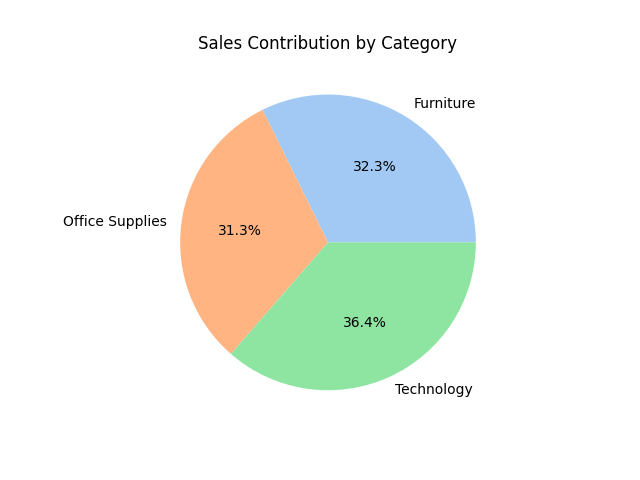 Sales Contribution by Category
Furniture
32.3%
Office Supplies
31.3%
36.4%
Technology